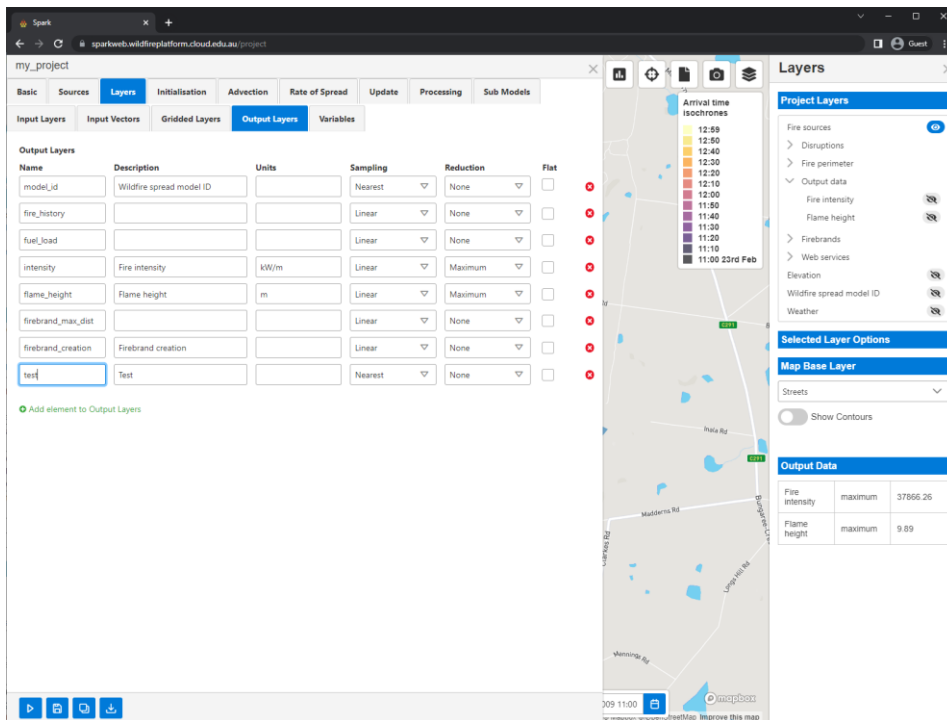 Spark
sparkweb.wildfireplatform.cloud.edu.au/project
Guest
my_project
Basic Sources Layers Initialisation Advection Rate of Spread Update Processing Sub Models
Input Layers Input Vectors Gridded Layers Output Layers Variables
Output Layers
Name Description Units Sampling Reduction Flat
model_id Wildfire spread model ID Nearest None
fire_history Linear None
fuel_load Linear None
intensity Fire intensity kW/m Linear Maximum
flame_height Flame height m Linear Maximum
firebrand_max_dist Linear None
firebrand_creation Firebrand creation Linear None
test Test Nearest None
Add element to Output Layers
Arrival time
isochrones
12:59
12:50
12:40
12:30
12:20
12:10
12:00
11:50
11:40
11:30
11:20
11:10
11:00 23rd Feb
C291
Inala Rd
C291
Madderns Rd
Clarkes Rd
Longs Hill Rd
Manning Rd
mapbox
009 11:00
© Mapbox © OpenStreetMap Improve this map
Layers
Project Layers
Fire sources
Disruptions
Fire perimeter
Output data
Fire intensity
Flame height
Firebrands
Web services
Elevation
Wildfire spread model ID
Weather
Selected Layer Options
Map Base Layer
Streets
Show Contours
Output Data
Fire intensity maximum 37866.26
Flame height maximum 9.89